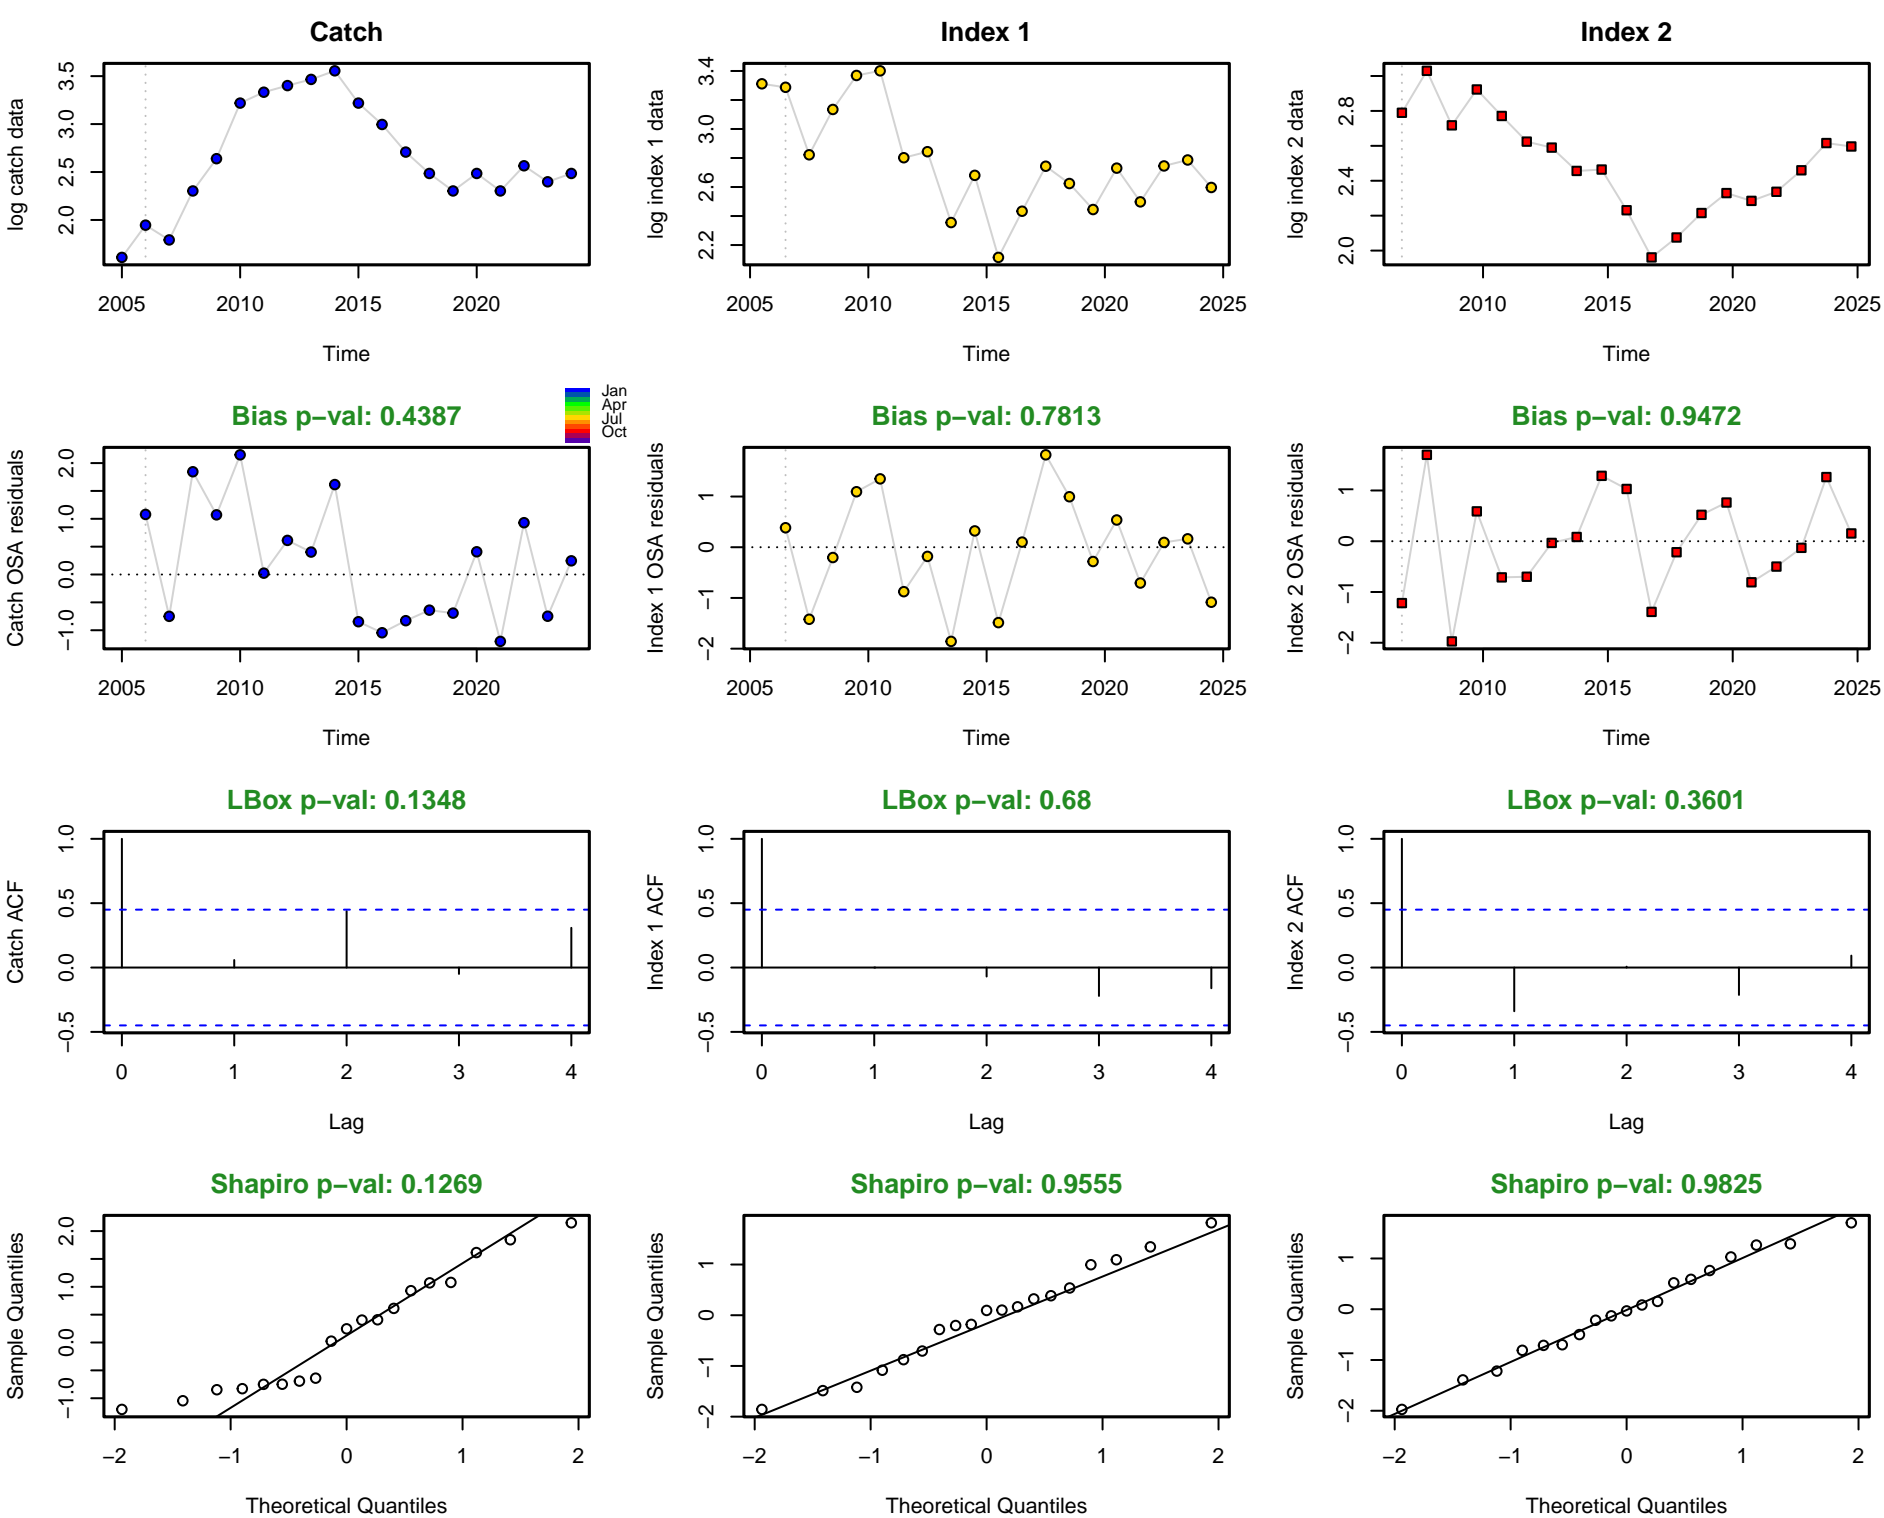 Catch
log catch data
2.0 2.5 3.0 3.5
2005 2010 2015 2020
Time
Index 1
log index 1 data
2.2 2.6 3.0 3.4
2005 2010 2015 2020 2025
Time
Index 2
log index 2 data
2.0 2.4 2.8
2010 2015 2020 2025
Time
Bias p−val: 0.4387
Jan
Apr
Jul
Oct
Catch OSA residuals
−1.0 0.0 1.0 2.0
2005 2010 2015 2020
Time
Bias p−val: 0.7813
Index 1 OSA residuals
−2 −1 0 1
2005 2010 2015 2020 2025
Time
Bias p−val: 0.9472
Index 2 OSA residuals
−2 −1 0 1
2010 2015 2020 2025
Time
LBox p−val: 0.1348
Catch ACF
−0.5 0.0 0.5 1.0
0 1 2 3 4
Lag
LBox p−val: 0.68
Index 1 ACF
−0.5 0.0 0.5 1.0
0 1 2 3 4
Lag
LBox p−val: 0.3601
Index 2 ACF
−0.5 0.0 0.5 1.0
0 1 2 3 4
Lag
Shapiro p−val: 0.1269
Sample Quantiles
−1.0 0.0 1.0 2.0
−2 −1 0 1 2
Theoretical Quantiles
Shapiro p−val: 0.9555
Sample Quantiles
−2 −1 0 1
−2 −1 0 1 2
Theoretical Quantiles
Shapiro p−val: 0.9825
Sample Quantiles
−2 −1 0 1
−2 −1 0 1 2
Theoretical Quantiles